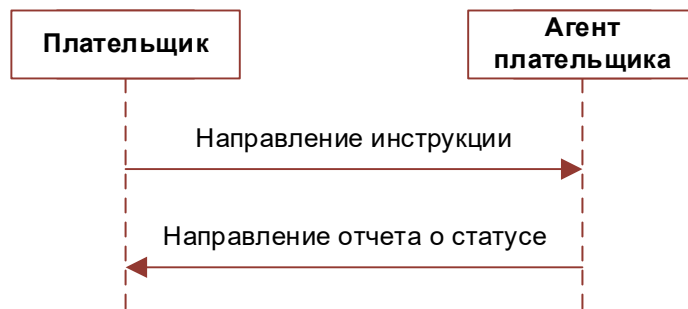 Плательщик
Агент
плательщика
Направление инструкции
Направление отчета о статусе